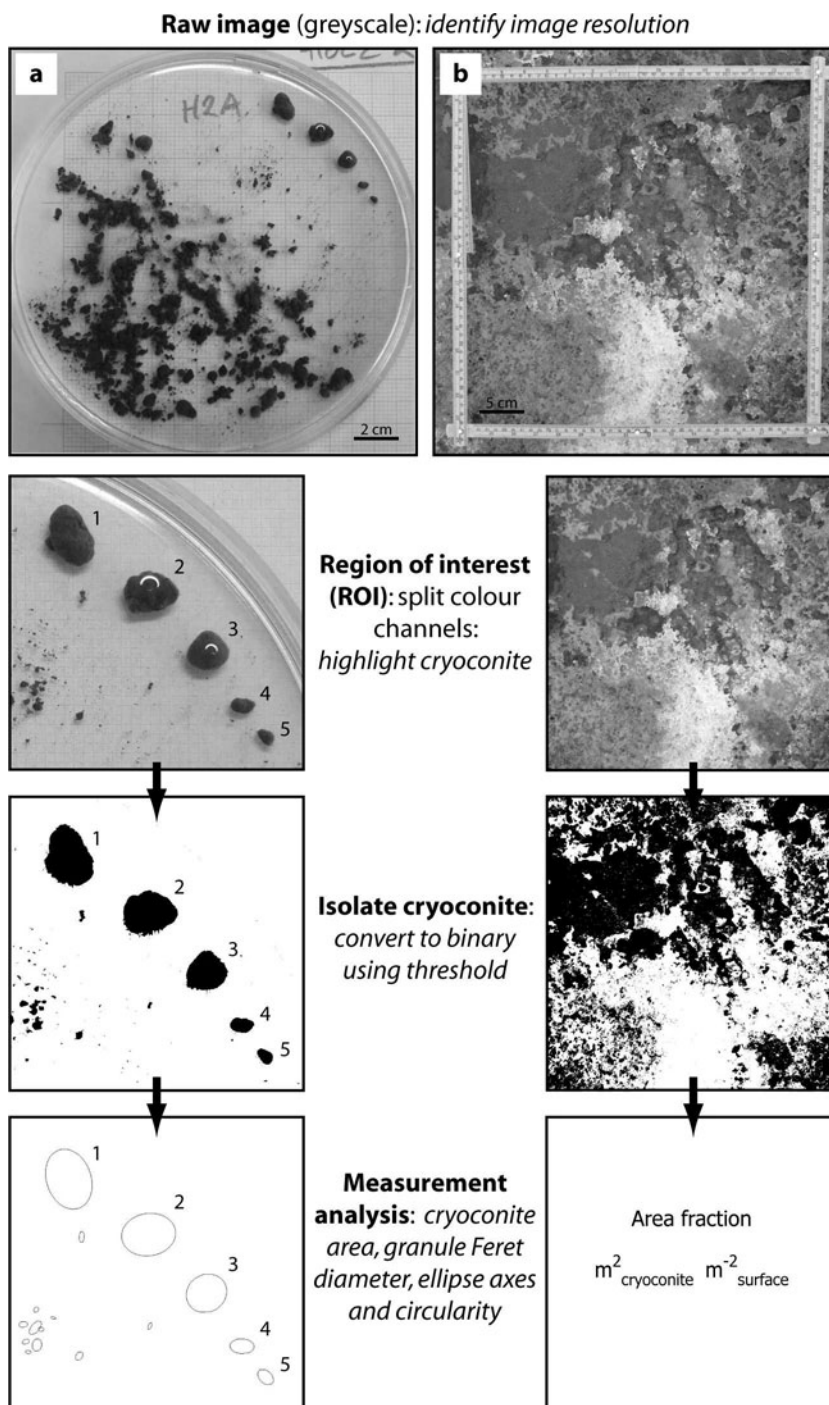 Raw image (greyscale): identify image resolution
a
b
H2A
2 cm
5 cm
1
2
3
4
5
Region of interest
(ROI): split colour
channels:
highlight cryoconite
1
2
3
4
5
Isolate cryoconite:
convert to binary
using threshold
1
2
3
4
5
Measurement
analysis: cryoconite
area, granule Feret
diameter, ellipse axes
and circularity
Area fraction
m²cryoconite m⁻²surface